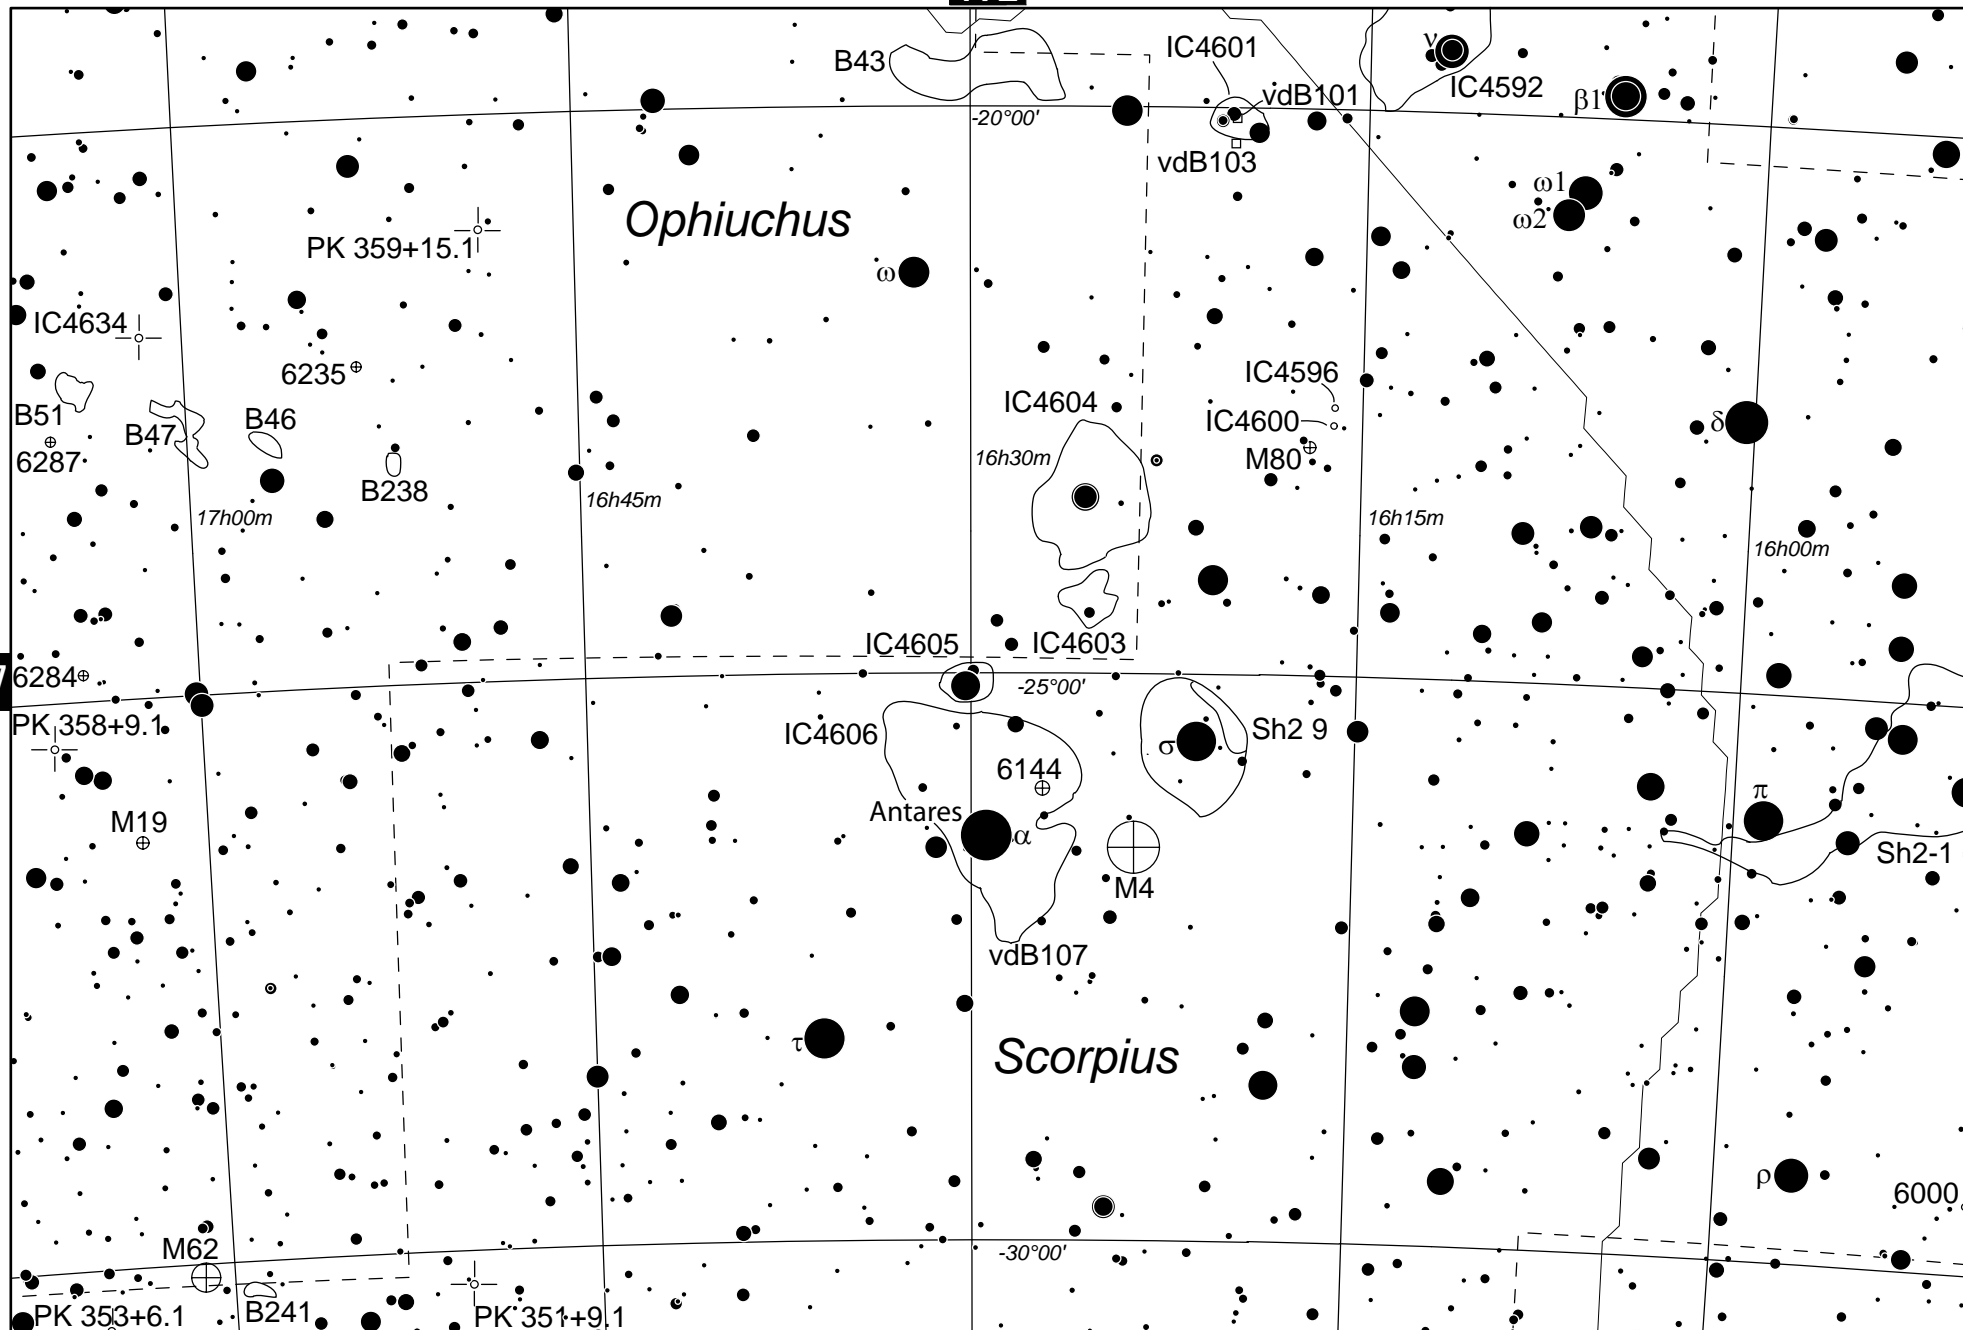 ν
B43
IC4601
IC4592
vdB101
β1
-20°00'
vdB103
ω1
ω2
Ophiuchus
PK 359+15.1
ω
IC4634
6235
IC4596
B51
B47
B46
IC4604
IC4600
δ
6287
B238
16h30m
M80
17h00m
16h45m
16h15m
16h00m
IC4605
IC4603
7
6284
-25°00'
PK 358+9.1
IC4606
σ
Sh2 9
6144
π
M19
Antares
α
Sh2-1
M4
vdB107
τ
Scorpius
ρ
6000
M62
-30°00'
PK 353+6.1
B241
PK 351+9.1